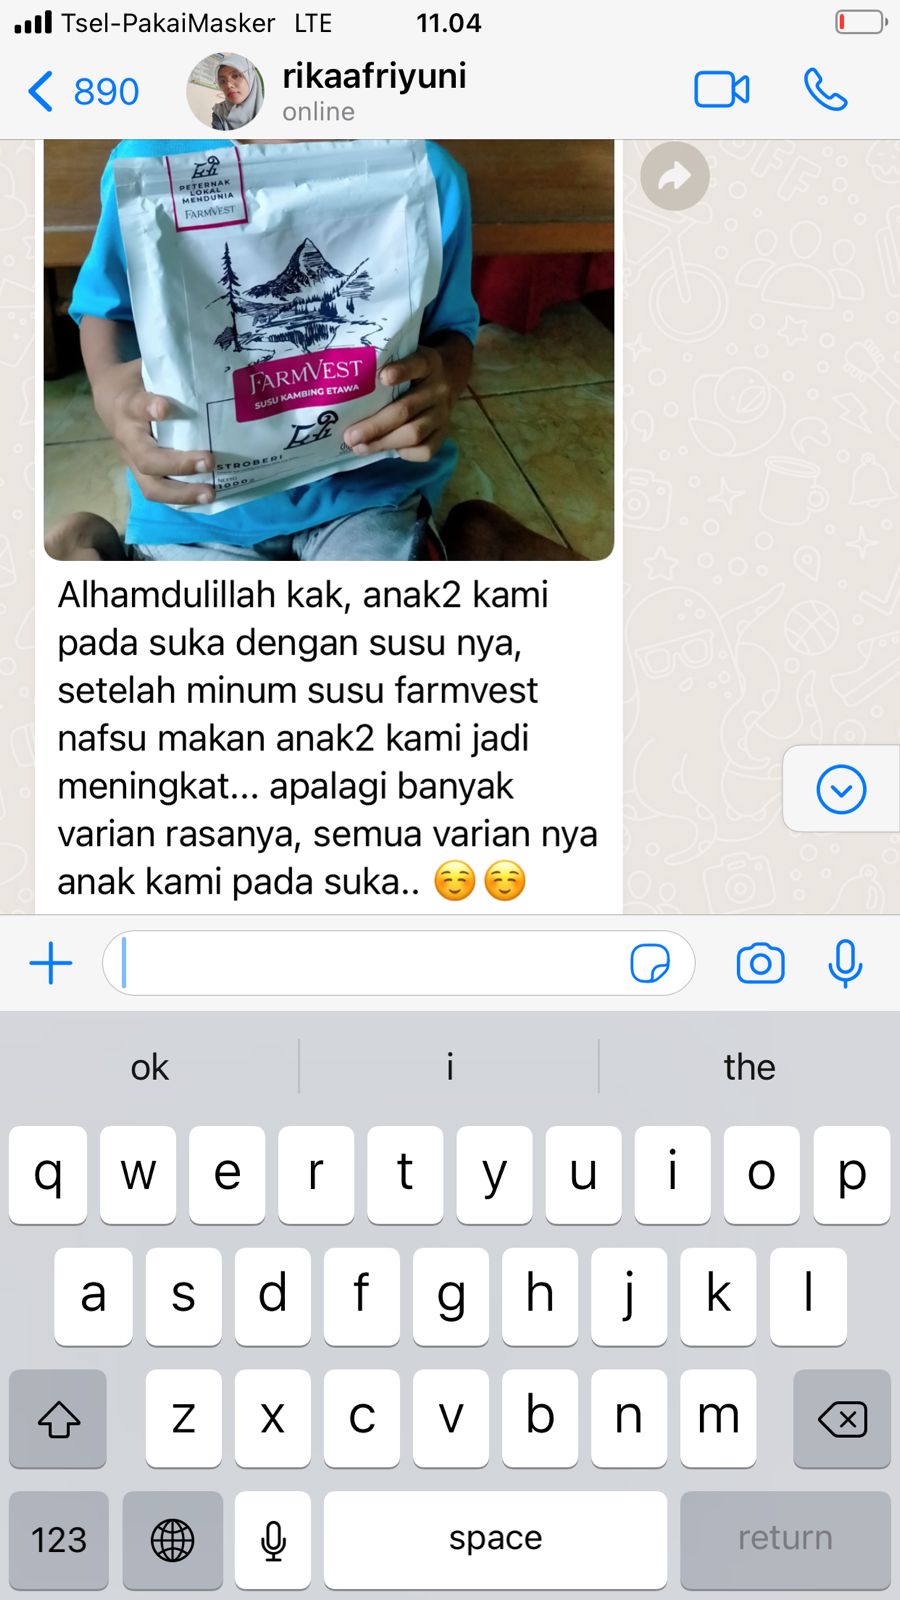 Tsel-PakaiMasker LTE 11.04
890
rikaafriyuni
online
PETERNAK
LOKAL
MENDUNIA
FARMVEST
FARMVEST
SUSU KAMBING ETAWA
STROBERI
NETTO
1000
Alhamdulillah kak, anak2 kami
pada suka dengan susu nya,
setelah minum susu farmvest
nafsu makan anak2 kami jadi
meningkat... apalagi banyak
varian rasanya, semua varian nya
anak kami pada suka.. ☺️☺️
ok i the
q w e r t y u i o p
a s d f g h j k l
z x c v b n m
123 space return